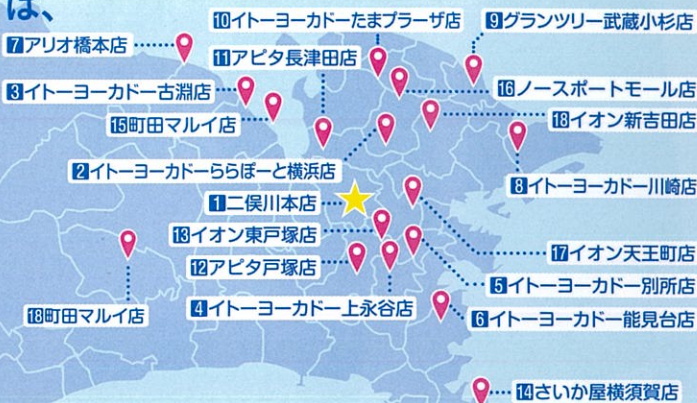 は、
10イトーヨーカドーたまプラーザ店
9グランツリー武蔵小杉店
7アリオ橋本店
11アピタ長津田店
3イトーヨーカドー古淵店
16ノースポートモール店
15町田マルイ店
18イオン新吉田店
2イトーヨーカドーららぽーと横浜店
8イトーヨーカドー川崎店
1二俣川本店
13イオン東戸塚店
17イオン天王町店
12アピタ戸塚店
5イトーヨーカドー別所店
18町田マルイ店
4イトーヨーカドー上永谷店
6イトーヨーカドー能見台店
14さいか屋横須賀店